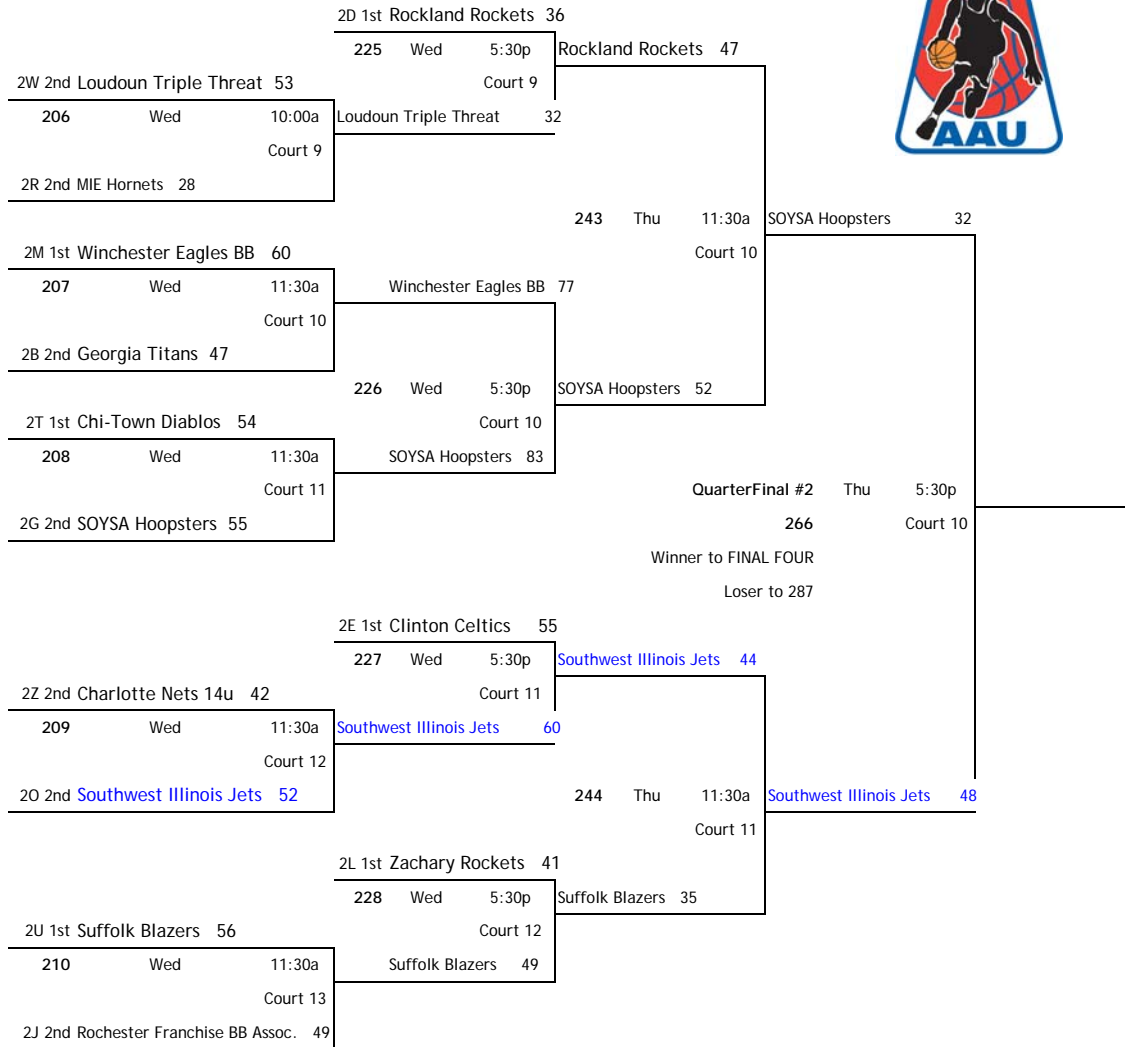 2D 1st Rockland Rockets 36
225 Wed 5:30p Rockland Rockets 47
2W 2nd Loudoun Triple Threat 53 Court 9
206 Wed 10:00a Loudoun Triple Threat 32
Court 9
2R 2nd MIE Hornets 28
243 Thu 11:30a SOYSA Hoopsters 32
2M 1st Winchester Eagles BB 60 Court 10
207 Wed 11:30a Winchester Eagles BB 77
Court 10
2B 2nd Georgia Titans 47
226 Wed 5:30p SOYSA Hoopsters 52
2T 1st Chi-Town Diablos 54 Court 10
208 Wed 11:30a SOYSA Hoopsters 83
Court 11 QuarterFinal #2 Thu 5:30p
2G 2nd SOYSA Hoopsters 55 266 Court 10
Winner to FINAL FOUR
Loser to 287
2E 1st Clinton Celtics 55
227 Wed 5:30p Southwest Illinois Jets 44
2Z 2nd Charlotte Nets 14u 42 Court 11
209 Wed 11:30a Southwest Illinois Jets 60
Court 12
2O 2nd Southwest Illinois Jets 52 244 Thu 11:30a Southwest Illinois Jets 48
Court 11
2L 1st Zachary Rockets 41
228 Wed 5:30p Suffolk Blazers 35
2U 1st Suffolk Blazers 56 Court 12
210 Wed 11:30a Suffolk Blazers 49
Court 13
2J 2nd Rochester Franchise BB Assoc. 49
AAU